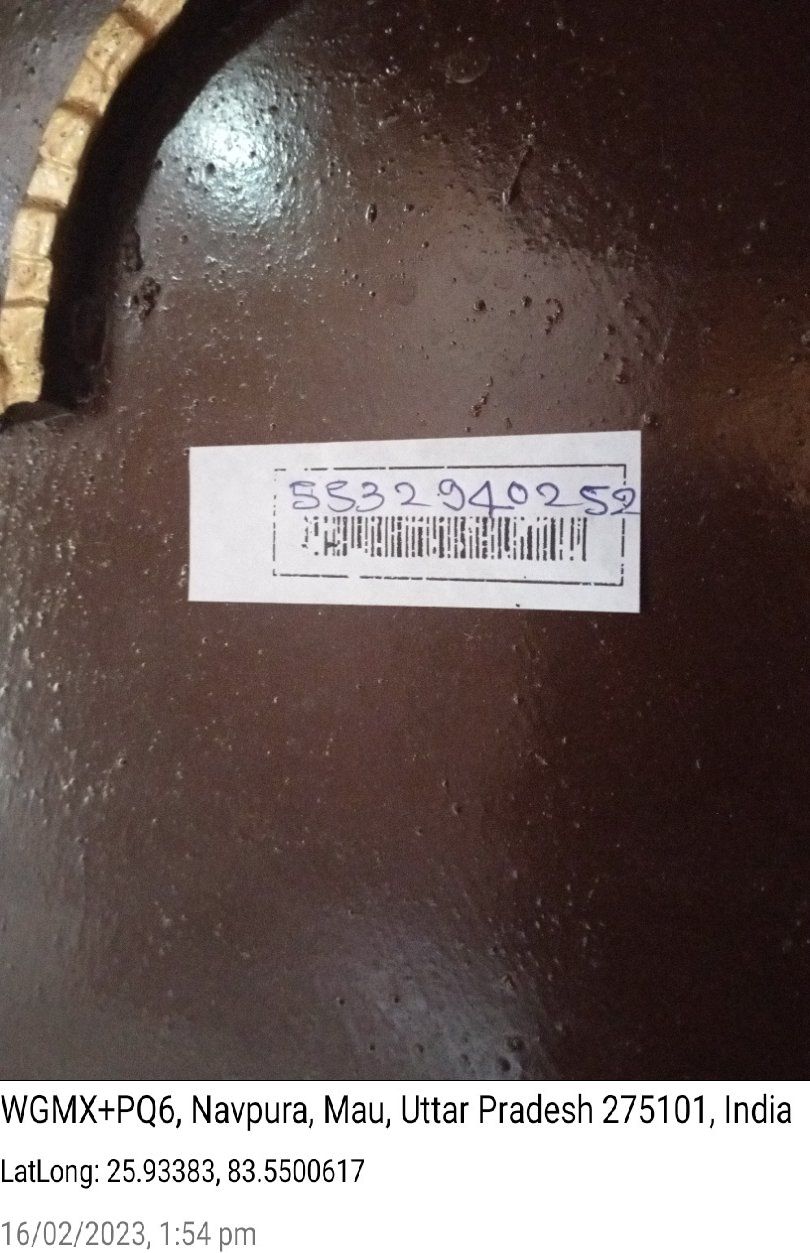 5532940252
WGMX+PQ6, Navpura, Mau, Uttar Pradesh 275101, India
LatLong: 25.93383, 83.5500617
16/02/2023, 1:54 pm